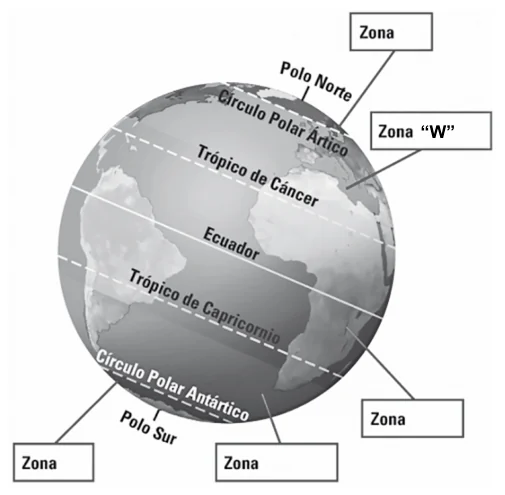 Zona
Polo Norte
Círculo Polar Ártico
Zona “W”
Trópico de Cáncer
Ecuador
Trópico de Capricornio
Círculo Polar Antártico
Polo Sur
Zona
Zona
Zona